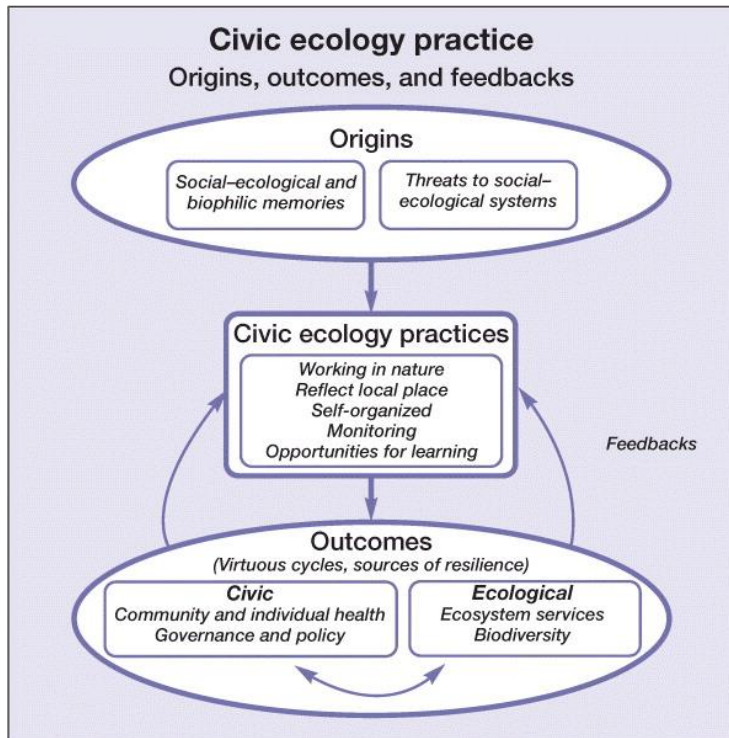 Civic ecology practice
Origins, outcomes, and feedbacks
Origins
Social–ecological and
biophilic memories
Threats to social–
ecological systems
Civic ecology practices
Working in nature
Reflect local place
Self-organized
Monitoring
Opportunities for learning
Feedbacks
Outcomes
(Virtuous cycles, sources of resilience)
Civic
Community and individual health
Governance and policy
Ecological
Ecosystem services
Biodiversity